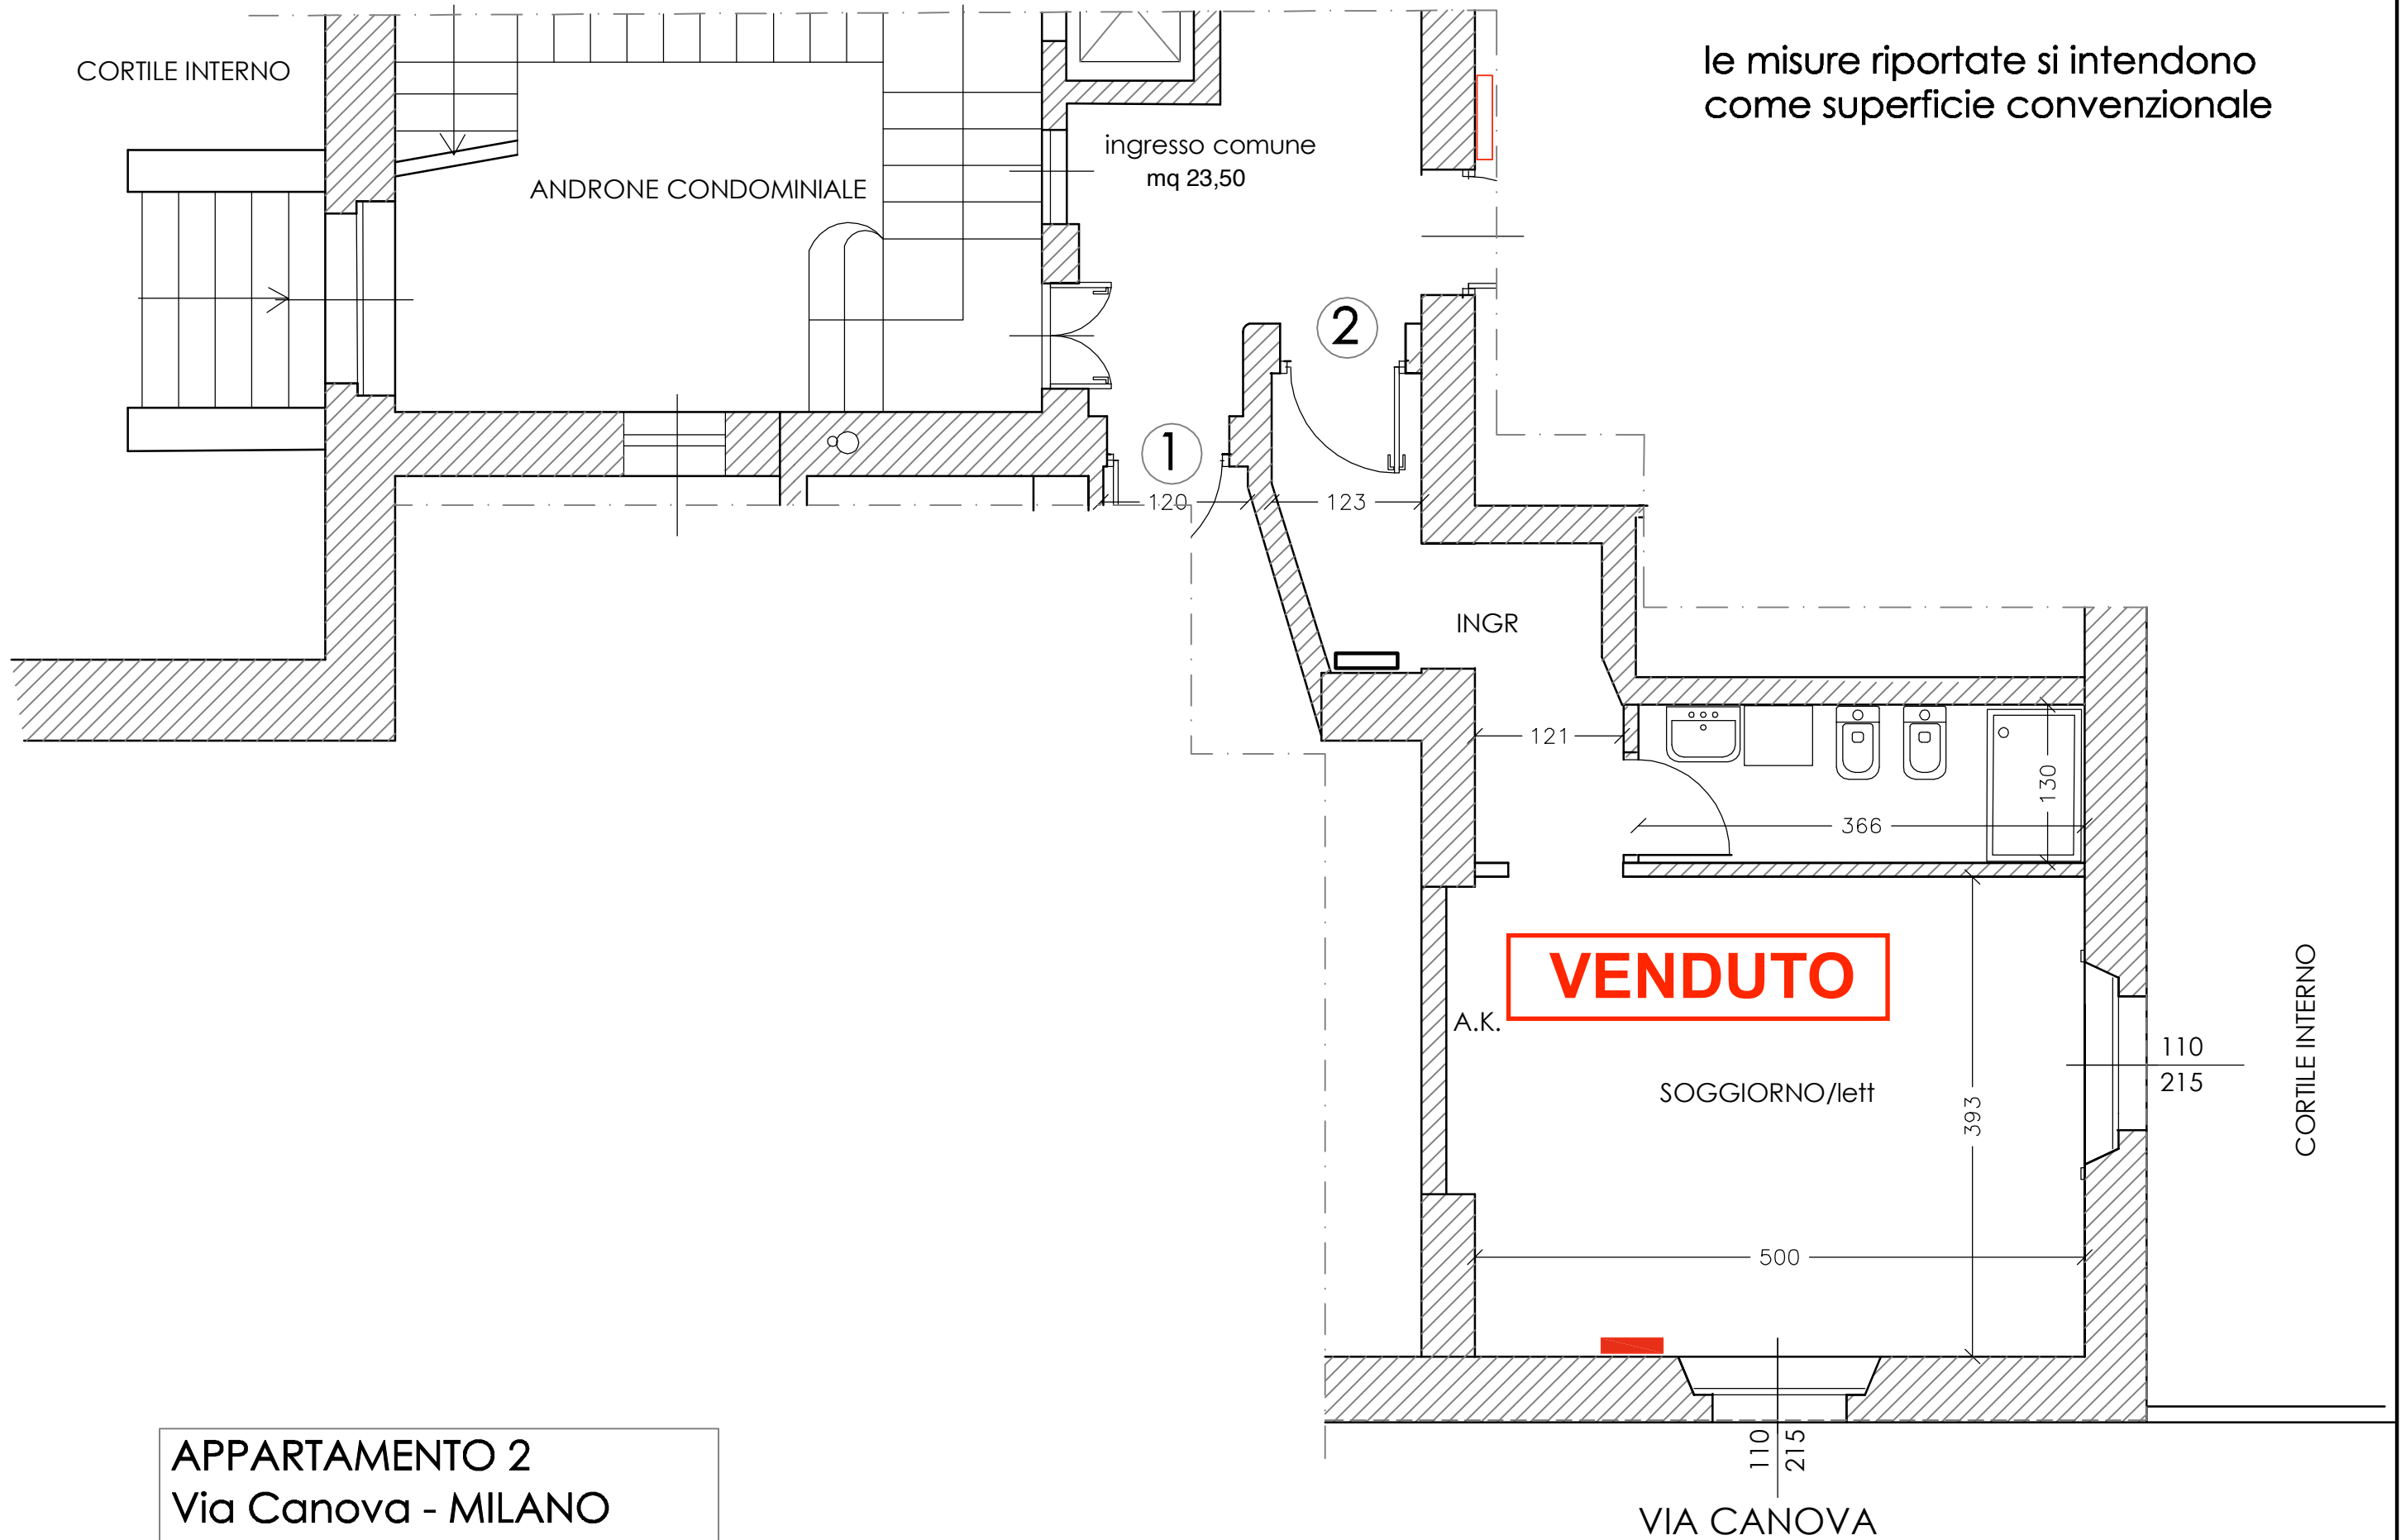 le misure riportate si intendono
come superficie convenzionale
CORTILE INTERNO
ingresso comune
mq 23,50
ANDRONE CONDOMINIALE
2
1
120
123
INGR
121
130
366
VENDUTO
A.K.
SOGGIORNO/lett
393
110
215
CORTILE INTERNO
500
110
215
APPARTAMENTO 2
Via Canova - MILANO
VIA CANOVA